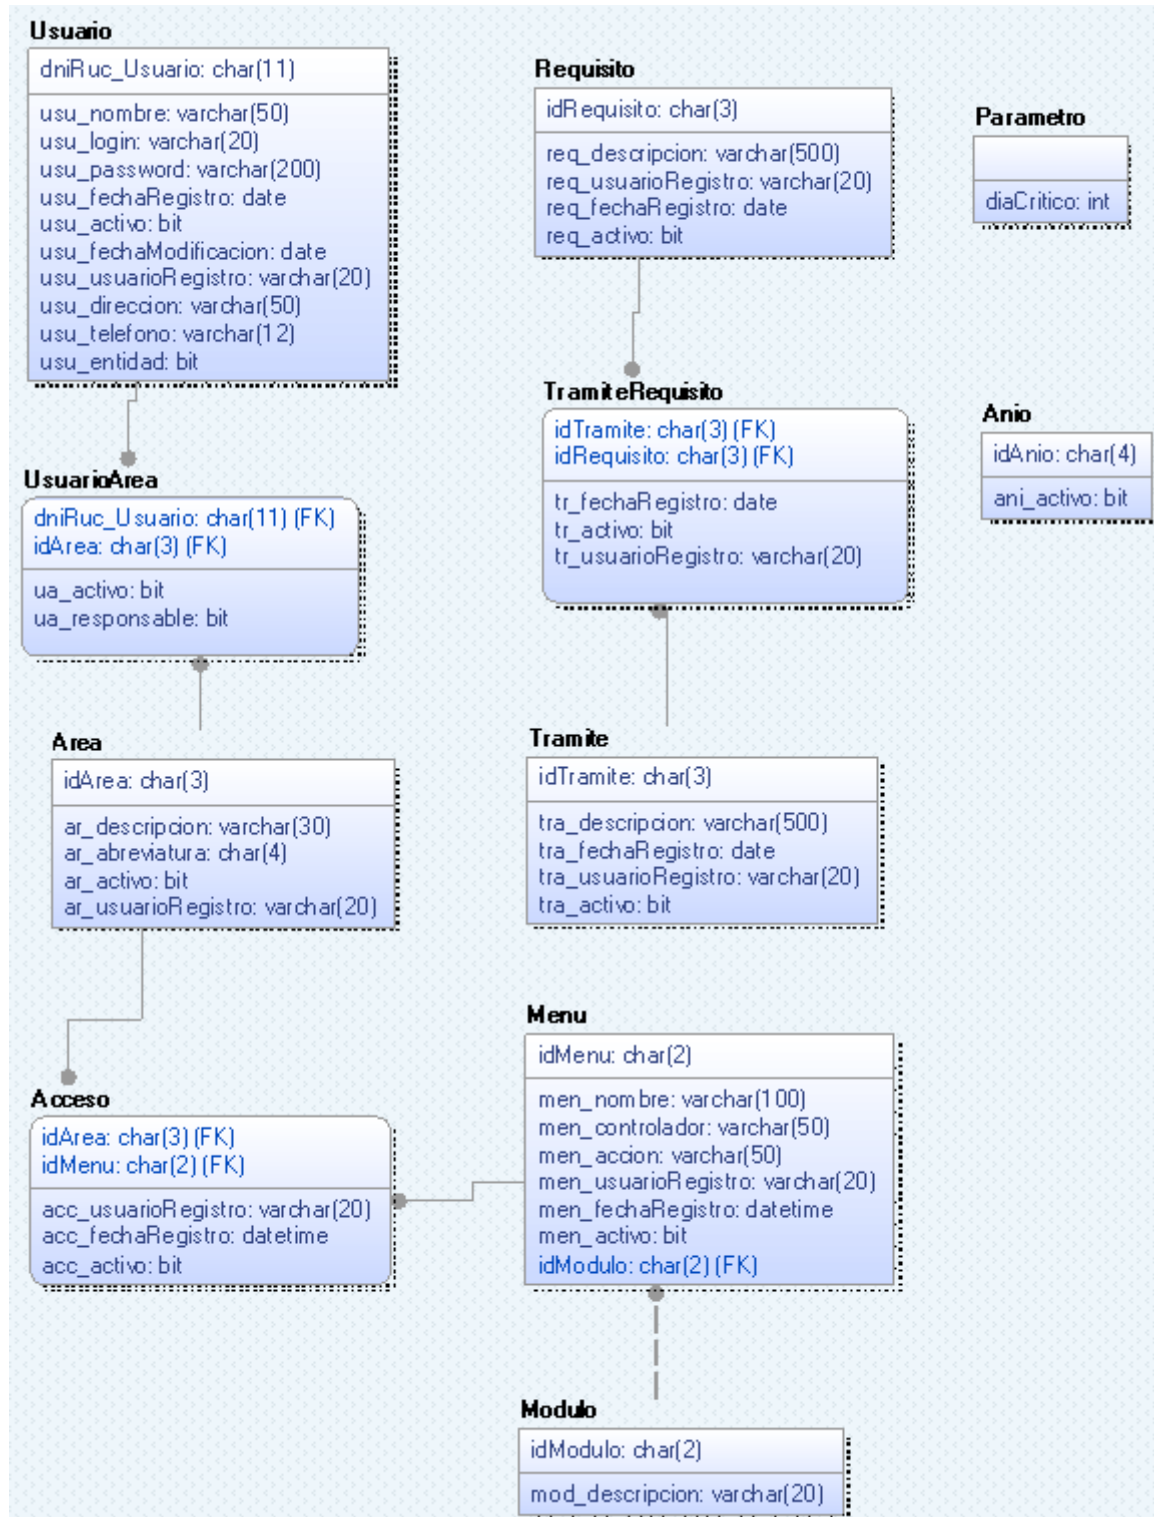 Usuario
dniRuc_Usuario: char(11)
usu_nombre: varchar(50)
usu_login: varchar(20)
usu_password: varchar(200)
usu_fechaRegistro: date
usu_activo: bit
usu_fechaModificacion: date
usu_usuarioRegistro: varchar(20)
usu_direccion: varchar(50)
usu_telefono: varchar(12)
usu_entidad: bit
Requisito
idRequisito: char(3)
req_descripcion: varchar(500)
req_usuarioRegistro: varchar(20)
req_fechaRegistro: date
req_activo: bit
Parametro
diaCritico: int
TramiteRequisito
idTramite: char(3) (FK)
idRequisito: char(3) (FK)
tr_fechaRegistro: date
tr_activo: bit
tr_usuarioRegistro: varchar(20)
Anio
idAnio: char(4)
ani_activo: bit
UsuarioArea
dniRuc_Usuario: char(11) (FK)
idArea: char(3) (FK)
ua_activo: bit
ua_responsable: bit
Area
idArea: char(3)
ar_descripcion: varchar(30)
ar_abreviatura: char(4)
ar_activo: bit
ar_usuarioRegistro: varchar(20)
Tramite
idTramite: char(3)
tra_descripcion: varchar(500)
tra_fechaRegistro: date
tra_usuarioRegistro: varchar(20)
tra_activo: bit
Menu
idMenu: char(2)
men_nombre: varchar(100)
men_controlador: varchar(50)
men_accion: varchar(50)
men_usuarioRegistro: varchar(20)
men_fechaRegistro: datetime
men_activo: bit
idModulo: char(2) (FK)
Acceso
idArea: char(3) (FK)
idMenu: char(2) (FK)
acc_usuarioRegistro: varchar(20)
acc_fechaRegistro: datetime
acc_activo: bit
Modulo
idModulo: char(2)
mod_descripcion: varchar(20)